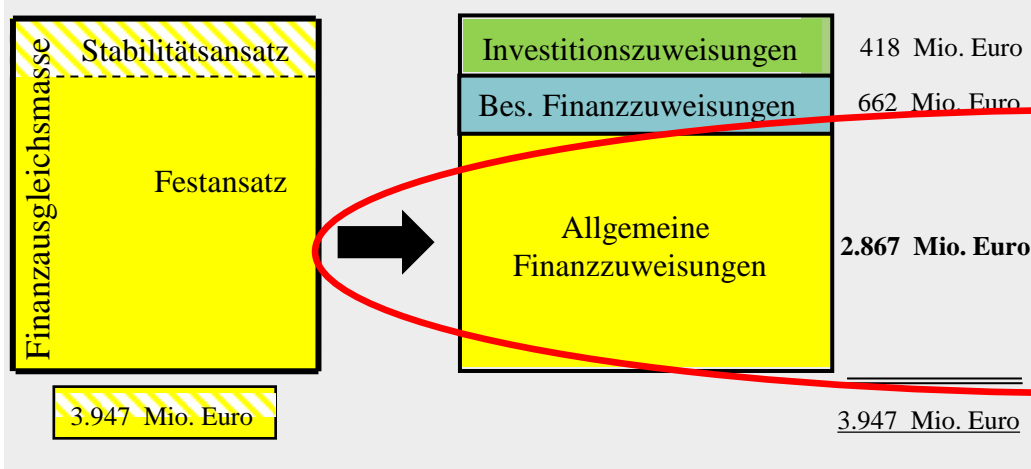 Finanzausgleichsmasse
Stabilitätsansatz
Festansatz
3.947 Mio. Euro
Investitionszuweisungen
418 Mio. Euro
Bes. Finanzzuweisungen
662 Mio. Euro
Allgemeine
Finanzzuweisungen
2.867 Mio. Euro
3.947 Mio. Euro